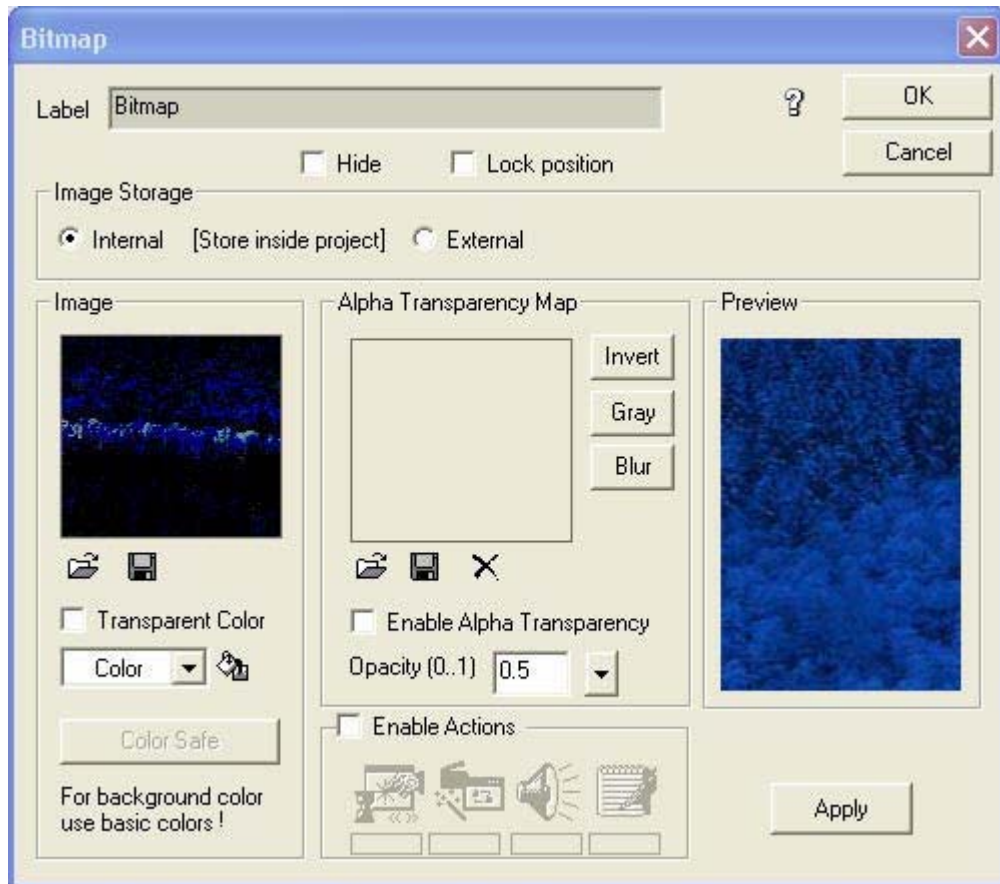 Bitmap
Label Bitmap
OK
Cancel
Hide Lock position
Image Storage
Internal [Store inside project] External
Image
Alpha Transparency Map
Preview
Invert
Gray
Blur
Transparent Color
Enable Alpha Transparency
Color
Opacity (0..1) 0.5
Color Safe
Enable Actions
For background color
use basic colors !
Apply